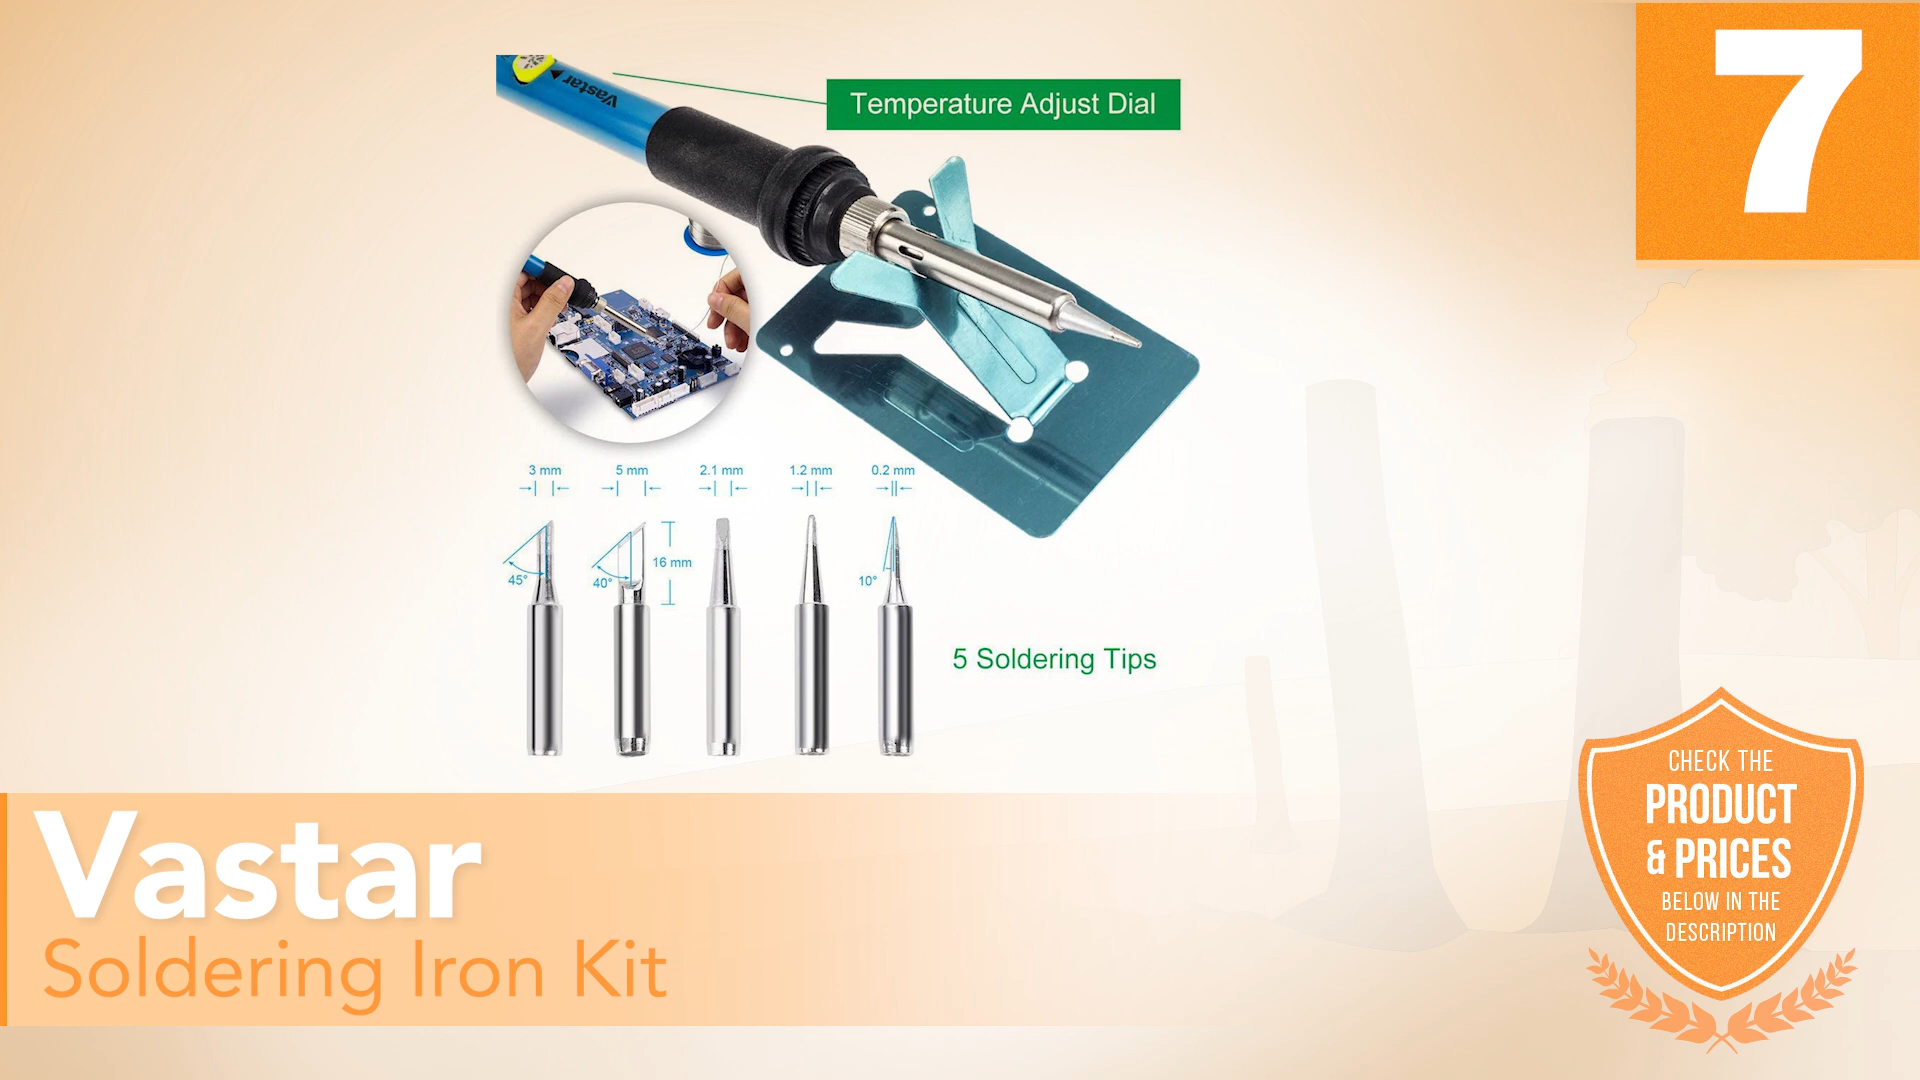 7
Vastar
Temperature Adjust Dial
3 mm
5 mm
2.1 mm
1.2 mm
0.2 mm
45°
40°
16 mm
10°
5 Soldering Tips
Vastar
Soldering Iron Kit
CHECK THE
PRODUCT
& PRICES
BELOW IN THE
DESCRIPTION